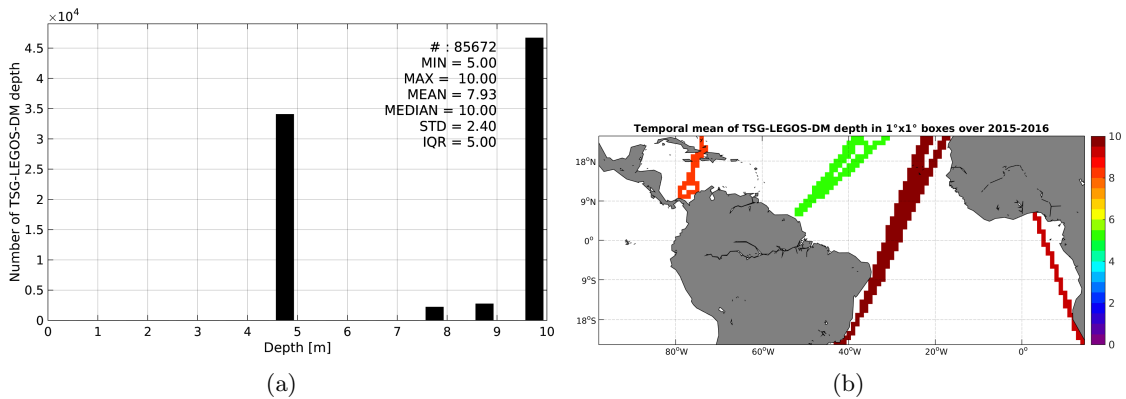 ×10⁴
4.5
4
3.5
3
2.5
2
1.5
1
0.5
0
Number of TSG-LEGOS-DM depth
# : 85672
MIN = 5.00
MAX = 10.00
MEAN = 7.93
MEDIAN = 10.00
STD = 2.40
IQR = 5.00
0 1 2 3 4 5 6 7 8 9 10
Depth [m]
(a)
Temporal mean of TSG-LEGOS-DM depth in 1°x1° boxes over 2015-2016
18°N
9°N
0°
9°S
18°S
80°W 60°W 40°W 20°W 0°
10
8
6
4
2
0
(b)